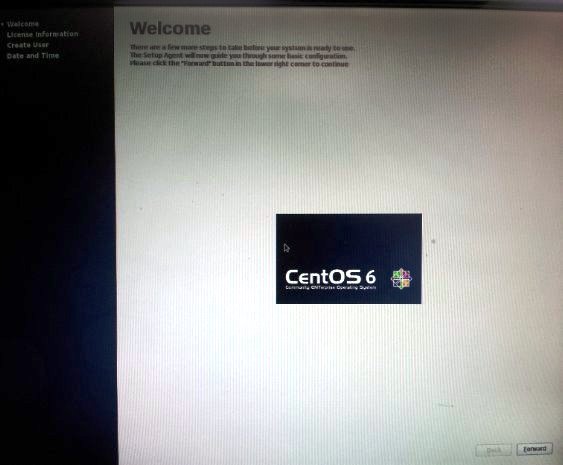 Welcome
License Information
Create User
Date and Time
Welcome
There are a few more steps to take before your system is ready to use.
The Setup Agent will now guide you through some basic configuration.
Please click the "Forward" button in the lower right corner to continue
CentOS 6
Community ENTerprise Operating System
Back
Forward